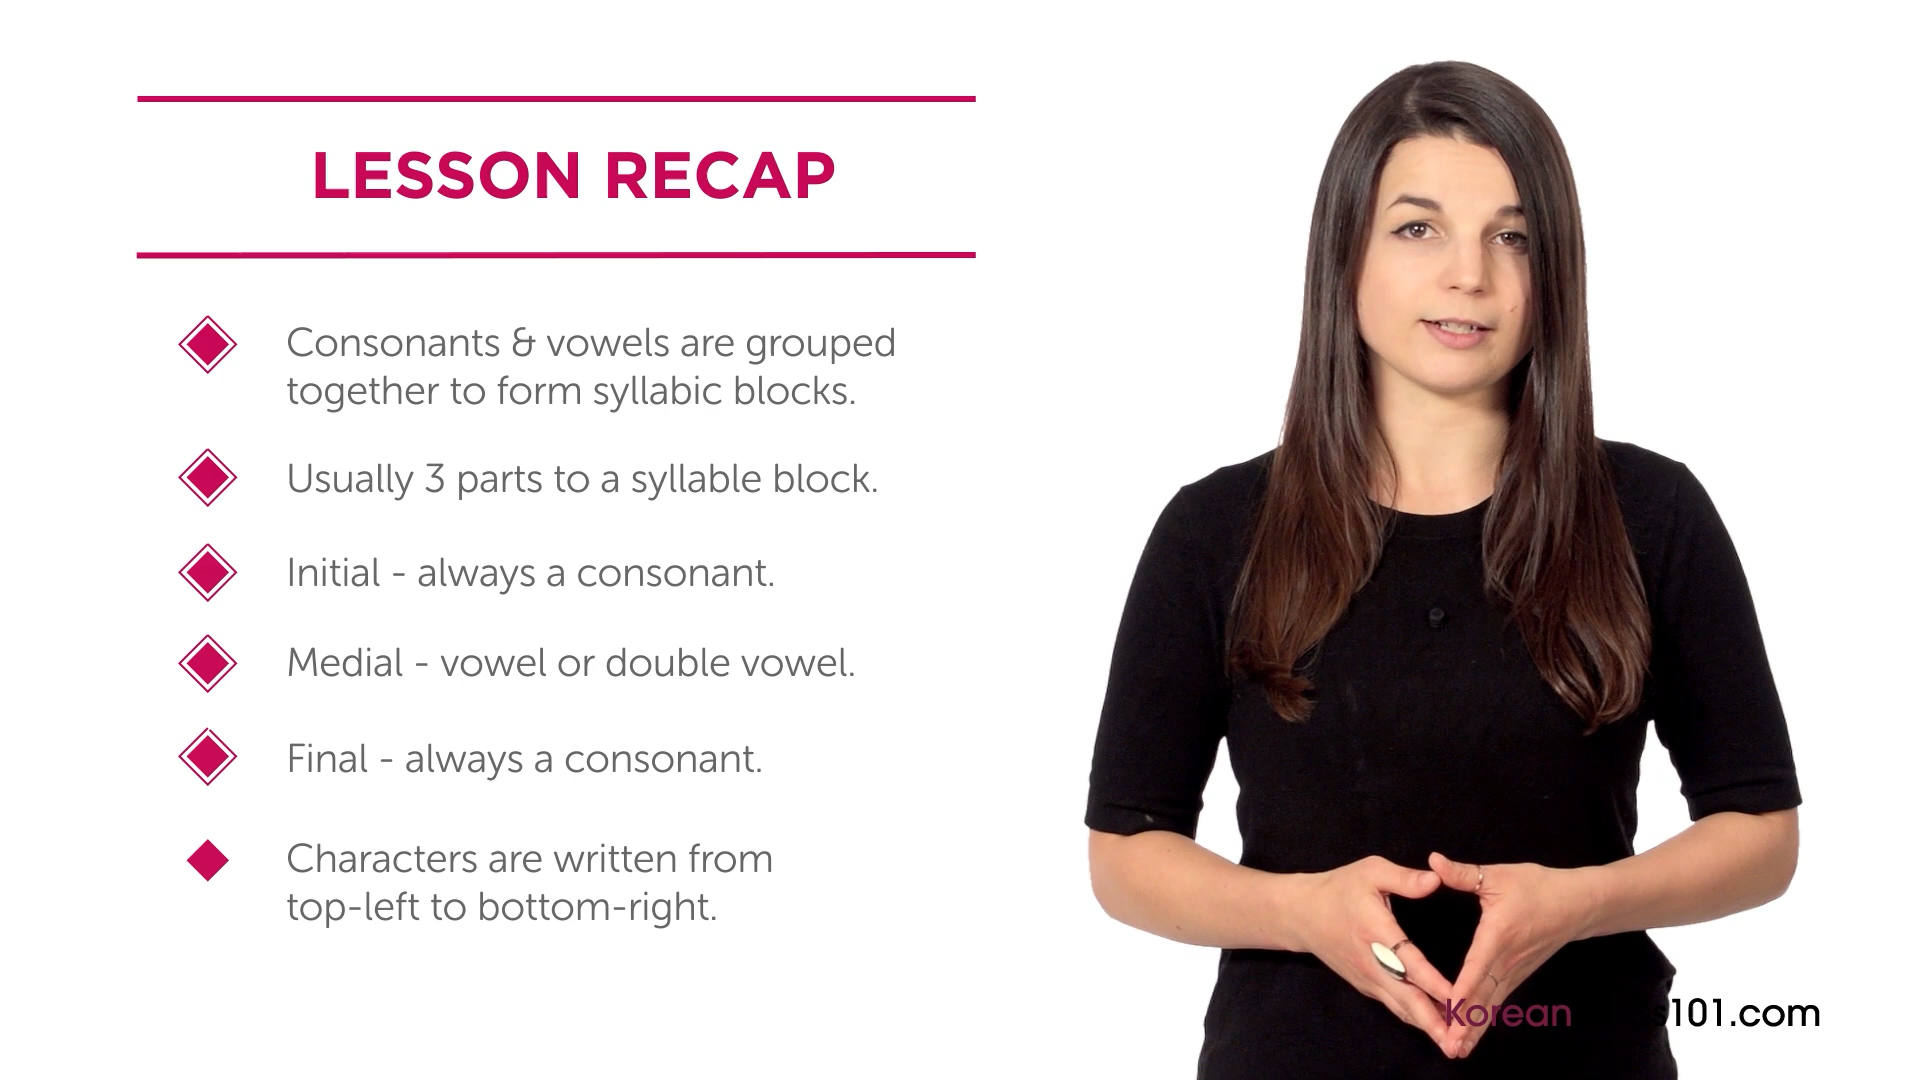 LESSON RECAP
Consonants & vowels are grouped
together to form syllabic blocks.
Usually 3 parts to a syllable block.
Initial - always a consonant.
Medial - vowel or double vowel.
Final - always a consonant.
Characters are written from
top-left to bottom-right.
Korean s101.com